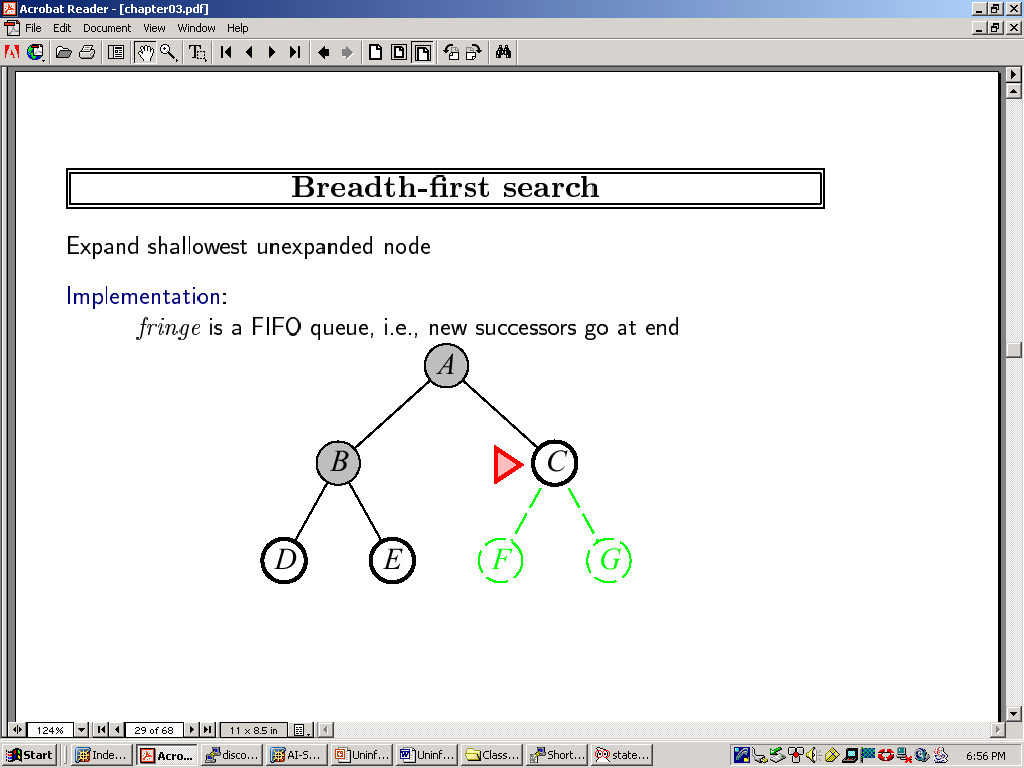 Acrobat Reader - [chapter03.pdf]
File Edit Document View Window Help
Breadth-first search
Expand shallowest unexpanded node
Implementation:
fringe is a FIFO queue, i.e., new successors go at end
A
B C
D E F G
124% 29 of 68 11 x 8.5 in
Start Inde... Acro... disco... AI-S... Uninf... Uninf... Class... Short... state... 6:56 PM